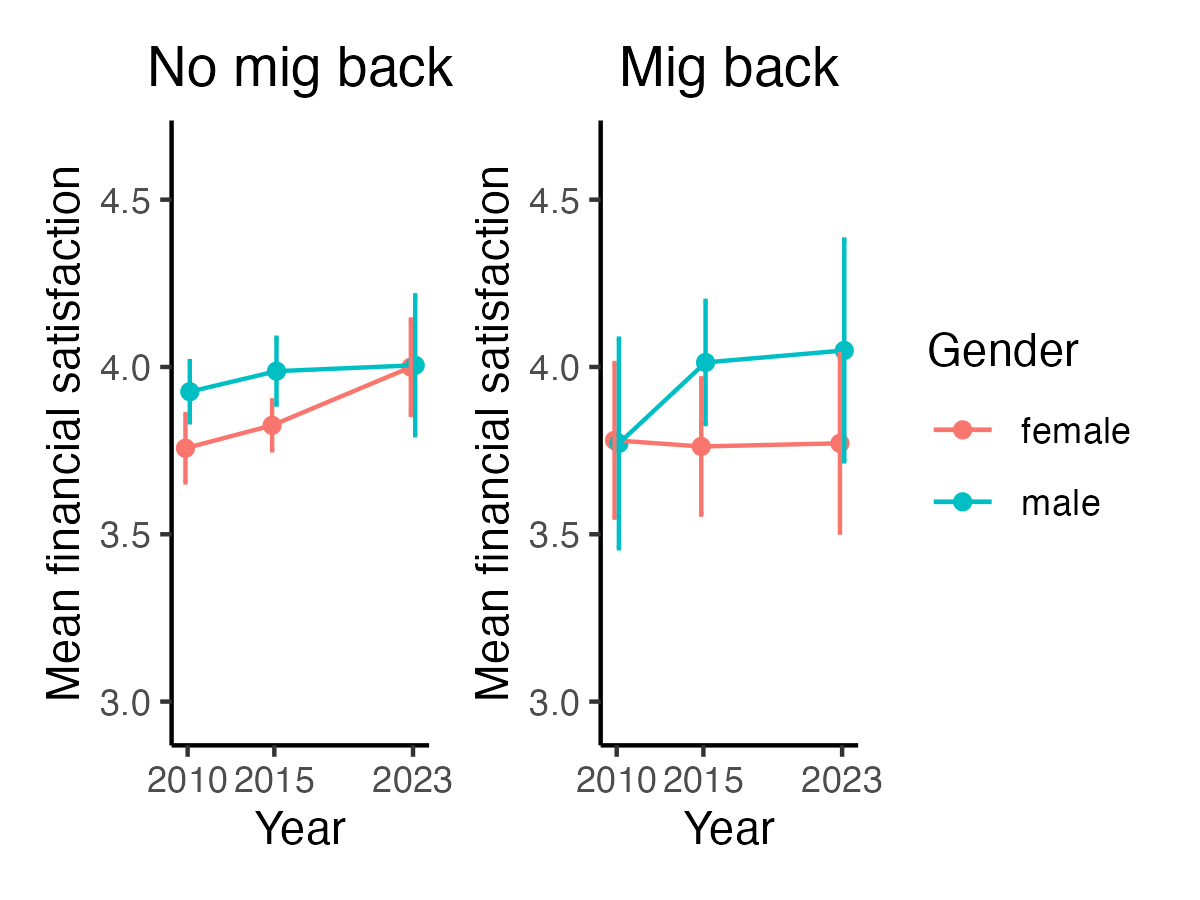 No mig back
Mean financial satisfaction
4.5
4.0
3.5
3.0
2010 2015 2023
Year
Mig back
Mean financial satisfaction
4.5
4.0
3.5
3.0
2010 2015 2023
Year
Gender
female
male